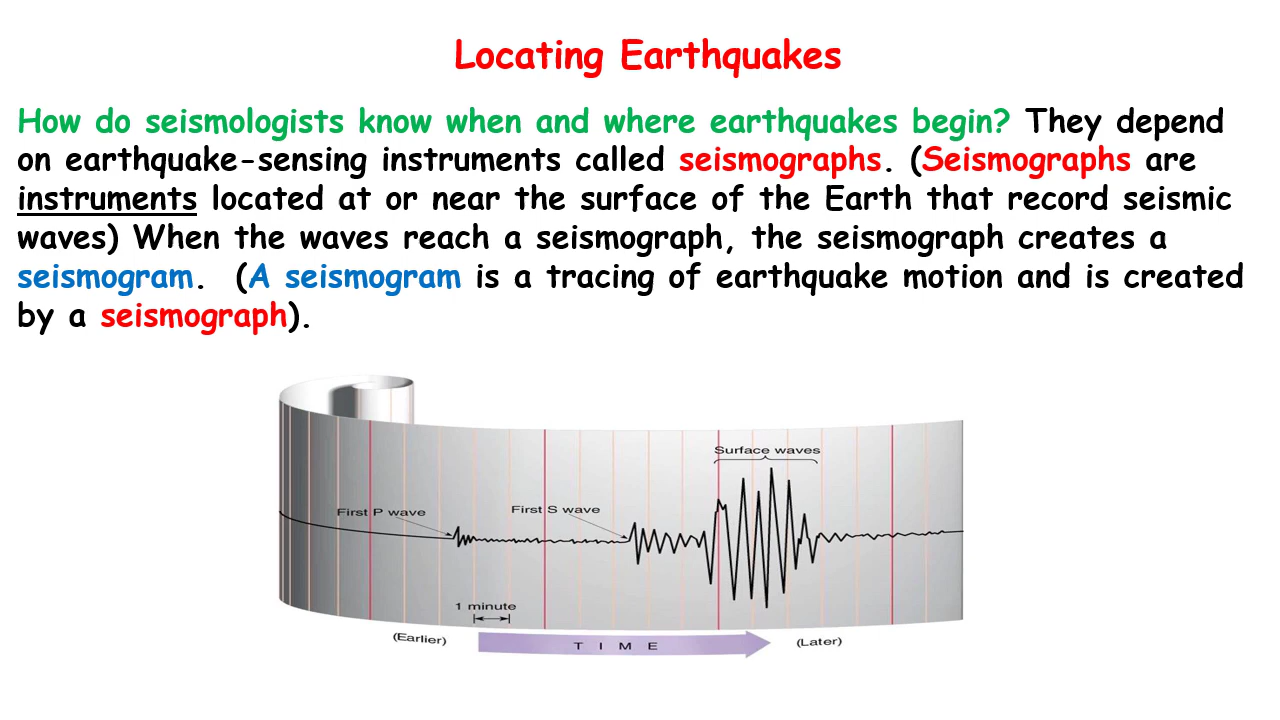 Locating Earthquakes
How do seismologists know when and where earthquakes begin? They depend
on earthquake-sensing instruments called seismographs. (Seismographs are
instruments located at or near the surface of the Earth that record seismic
waves) When the waves reach a seismograph, the seismograph creates a
seismogram.  (A seismogram is a tracing of earthquake motion and is created
by a seismograph).
Surface waves
First P wave
First S wave
1 minute
(Earlier)
TIME
(Later)